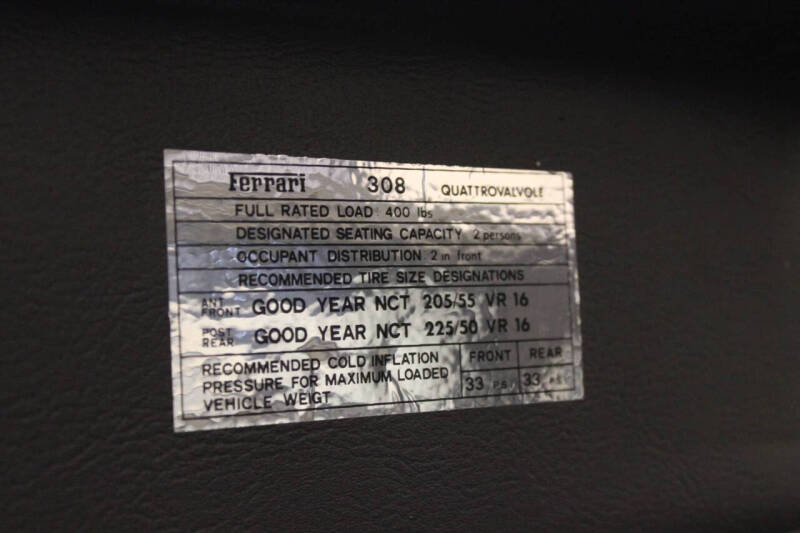 Ferrari 308 QUATTROVALVOLE
FULL RATED LOAD 400 lbs
DESIGNATED SEATING CAPACITY 2 persons
OCCUPANT DISTRIBUTION 2 in front
RECOMMENDED TIRE SIZE DESIGNATIONS
ANT. FRONT GOOD YEAR NCT 205/55 VR 16
POST. REAR GOOD YEAR NCT 225/50 VR 16
RECOMMENDED COLD INFLATION FRONT REAR
PRESSURE FOR MAXIMUM LOADED 33 P.S.I 33 P.S.I
VEHICLE WEIGT